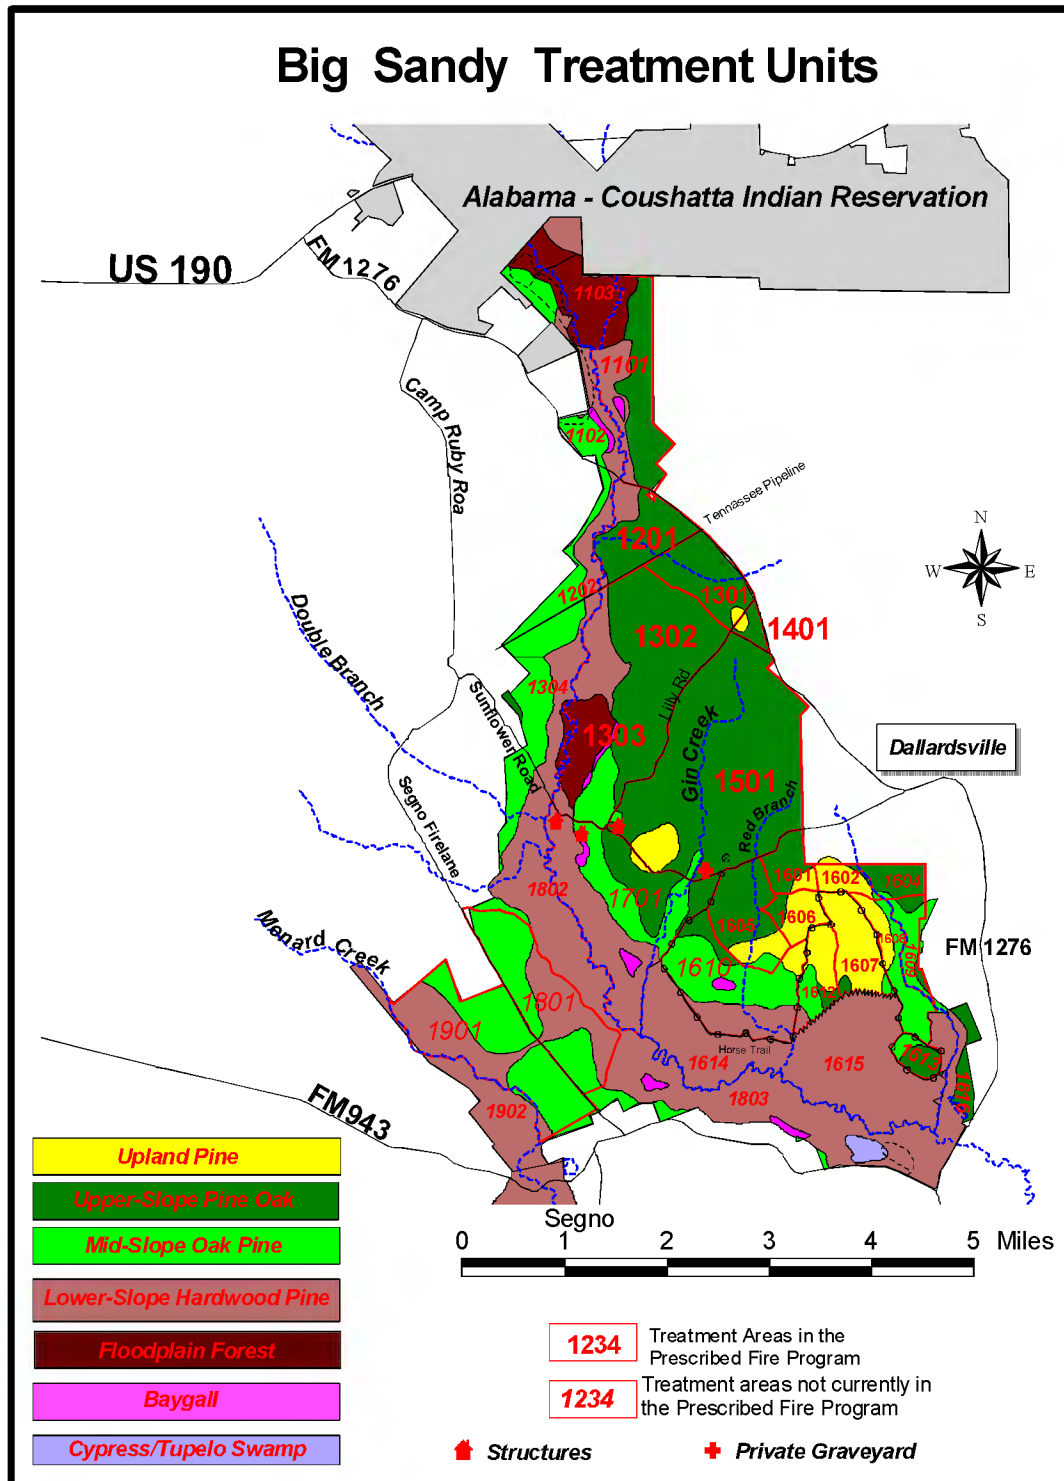 Big Sandy Treatment Units
Alabama - Coushatta Indian Reservation
US 190
FM 1276
1103
1101
Camp Ruby Roa
1102
Tennassee Pipeline
1201
N
W E
S
1202
1301
Double Branch
1302
1401
1304
Sunflower Road
Lilly Rd
Gin Creek
1303
Dallardsville
Segno Firelane
1501
Red Branch
1802
1701
1601
1602
1604
1605
1606
1608
FM 1276
Menard Creek
1610
1607
1609
1612
1801
1901
Horse Trail
1614
1615
1613
1616
1803
1902
FM943
Segno
0 1 2 3 4 5 Miles
Upland Pine
Upper-Slope Pine Oak
Mid-Slope Oak Pine
Lower-Slope Hardwood Pine
Floodplain Forest
Baygall
Cypress/Tupelo Swamp
1234 Treatment Areas in the
Prescribed Fire Program
1234 Treatment areas not currently in
the Prescribed Fire Program
Structures
Private Graveyard